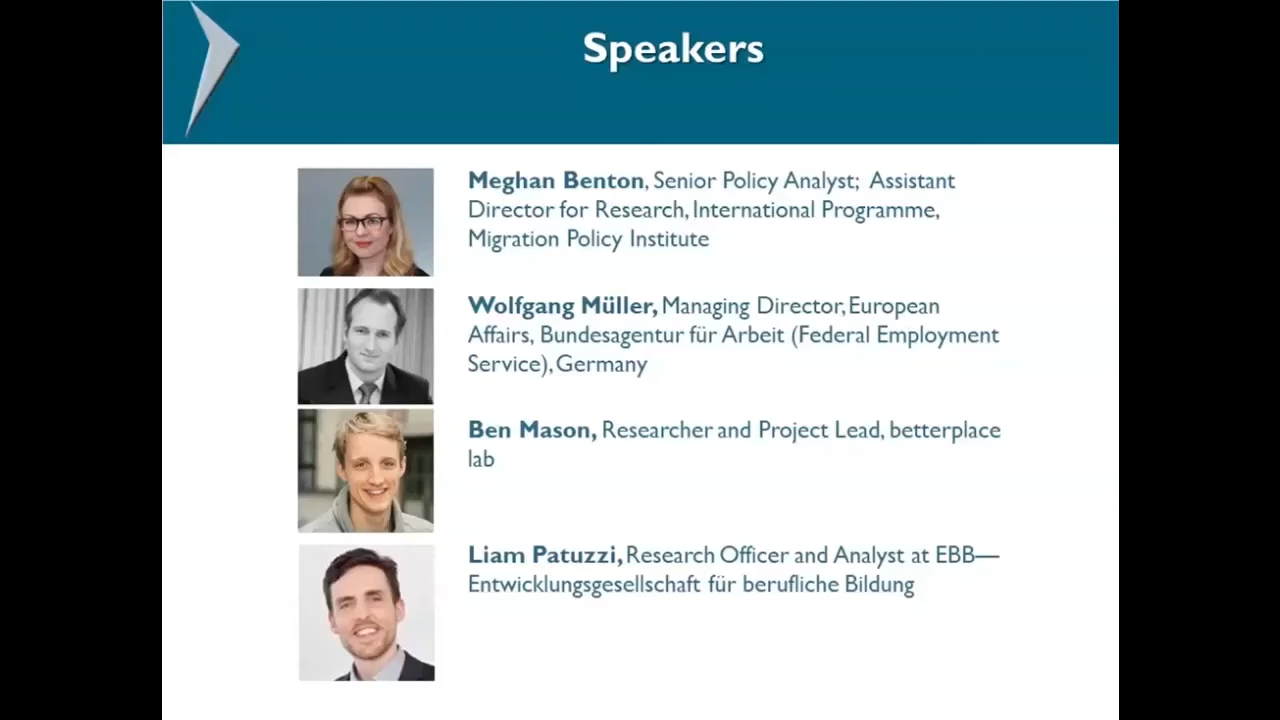 Speakers
Meghan Benton, Senior Policy Analyst; Assistant
Director for Research, International Programme,
Migration Policy Institute
Wolfgang Müller, Managing Director, European
Affairs, Bundesagentur für Arbeit (Federal Employment
Service), Germany
Ben Mason, Researcher and Project Lead, betterplace
lab
Liam Patuzzi, Research Officer and Analyst at EBB—
Entwicklungsgesellschaft für berufliche Bildung